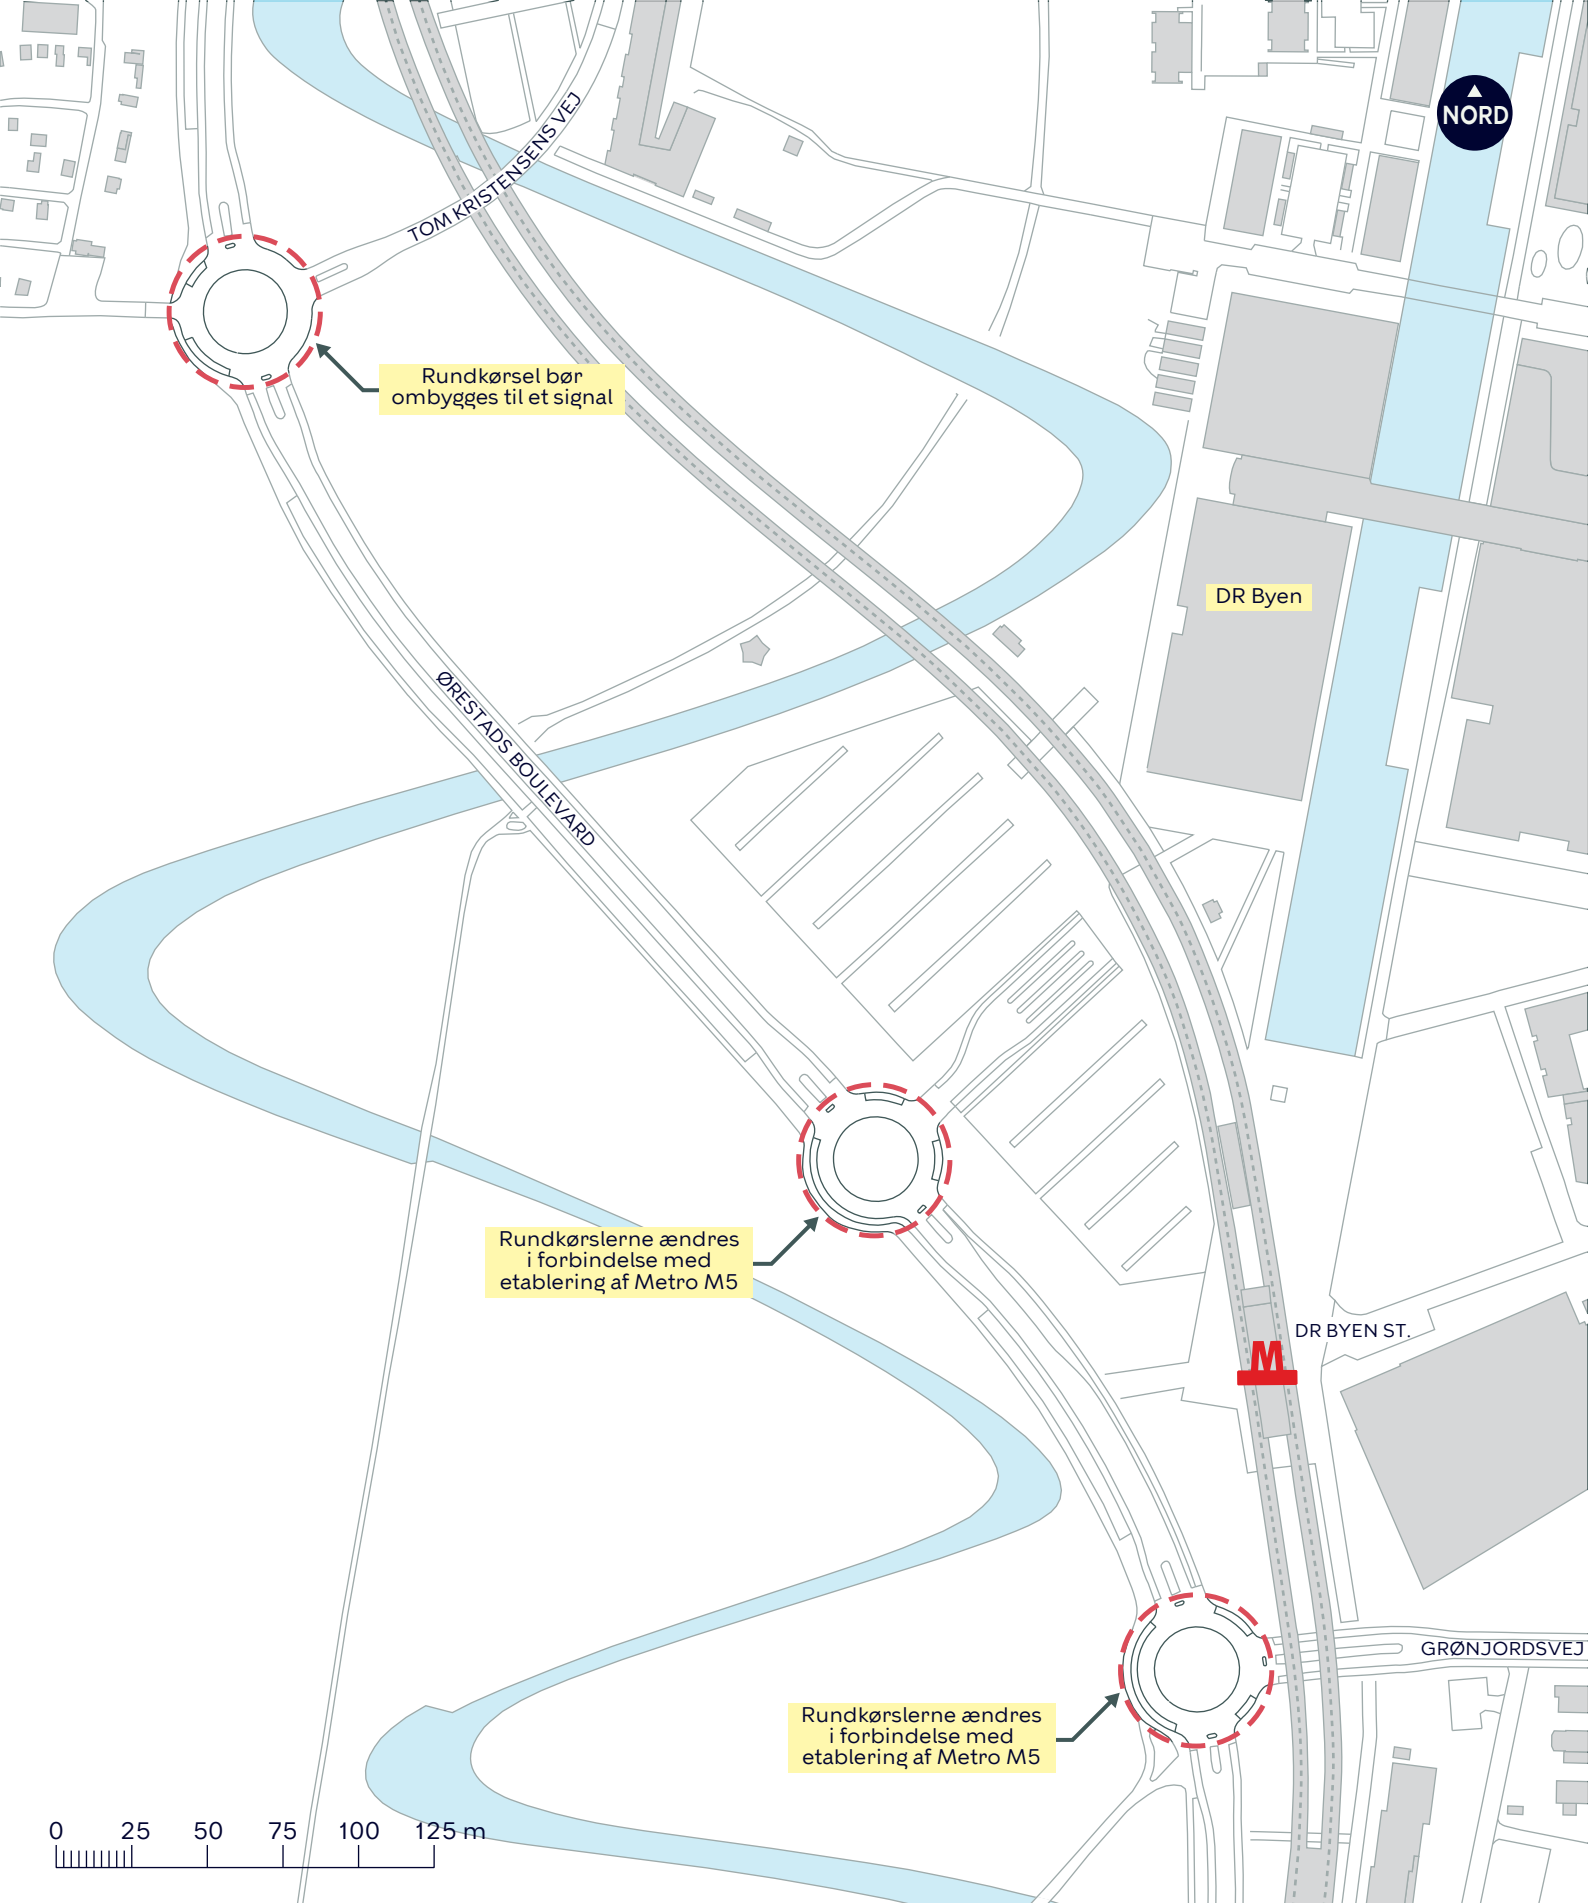 NORD
TOM KRISTENSENS VEJ
Rundkørsel bør
ombygges til et signal
DR Byen
ØRESTADS BOULEVARD
Rundkørslerne ændres
i forbindelse med
etablering af Metro M5
DR BYEN ST.
M
GRØNJORDSVEJ
Rundkørslerne ændres
i forbindelse med
etablering af Metro M5
0 25 50 75 100 125 m